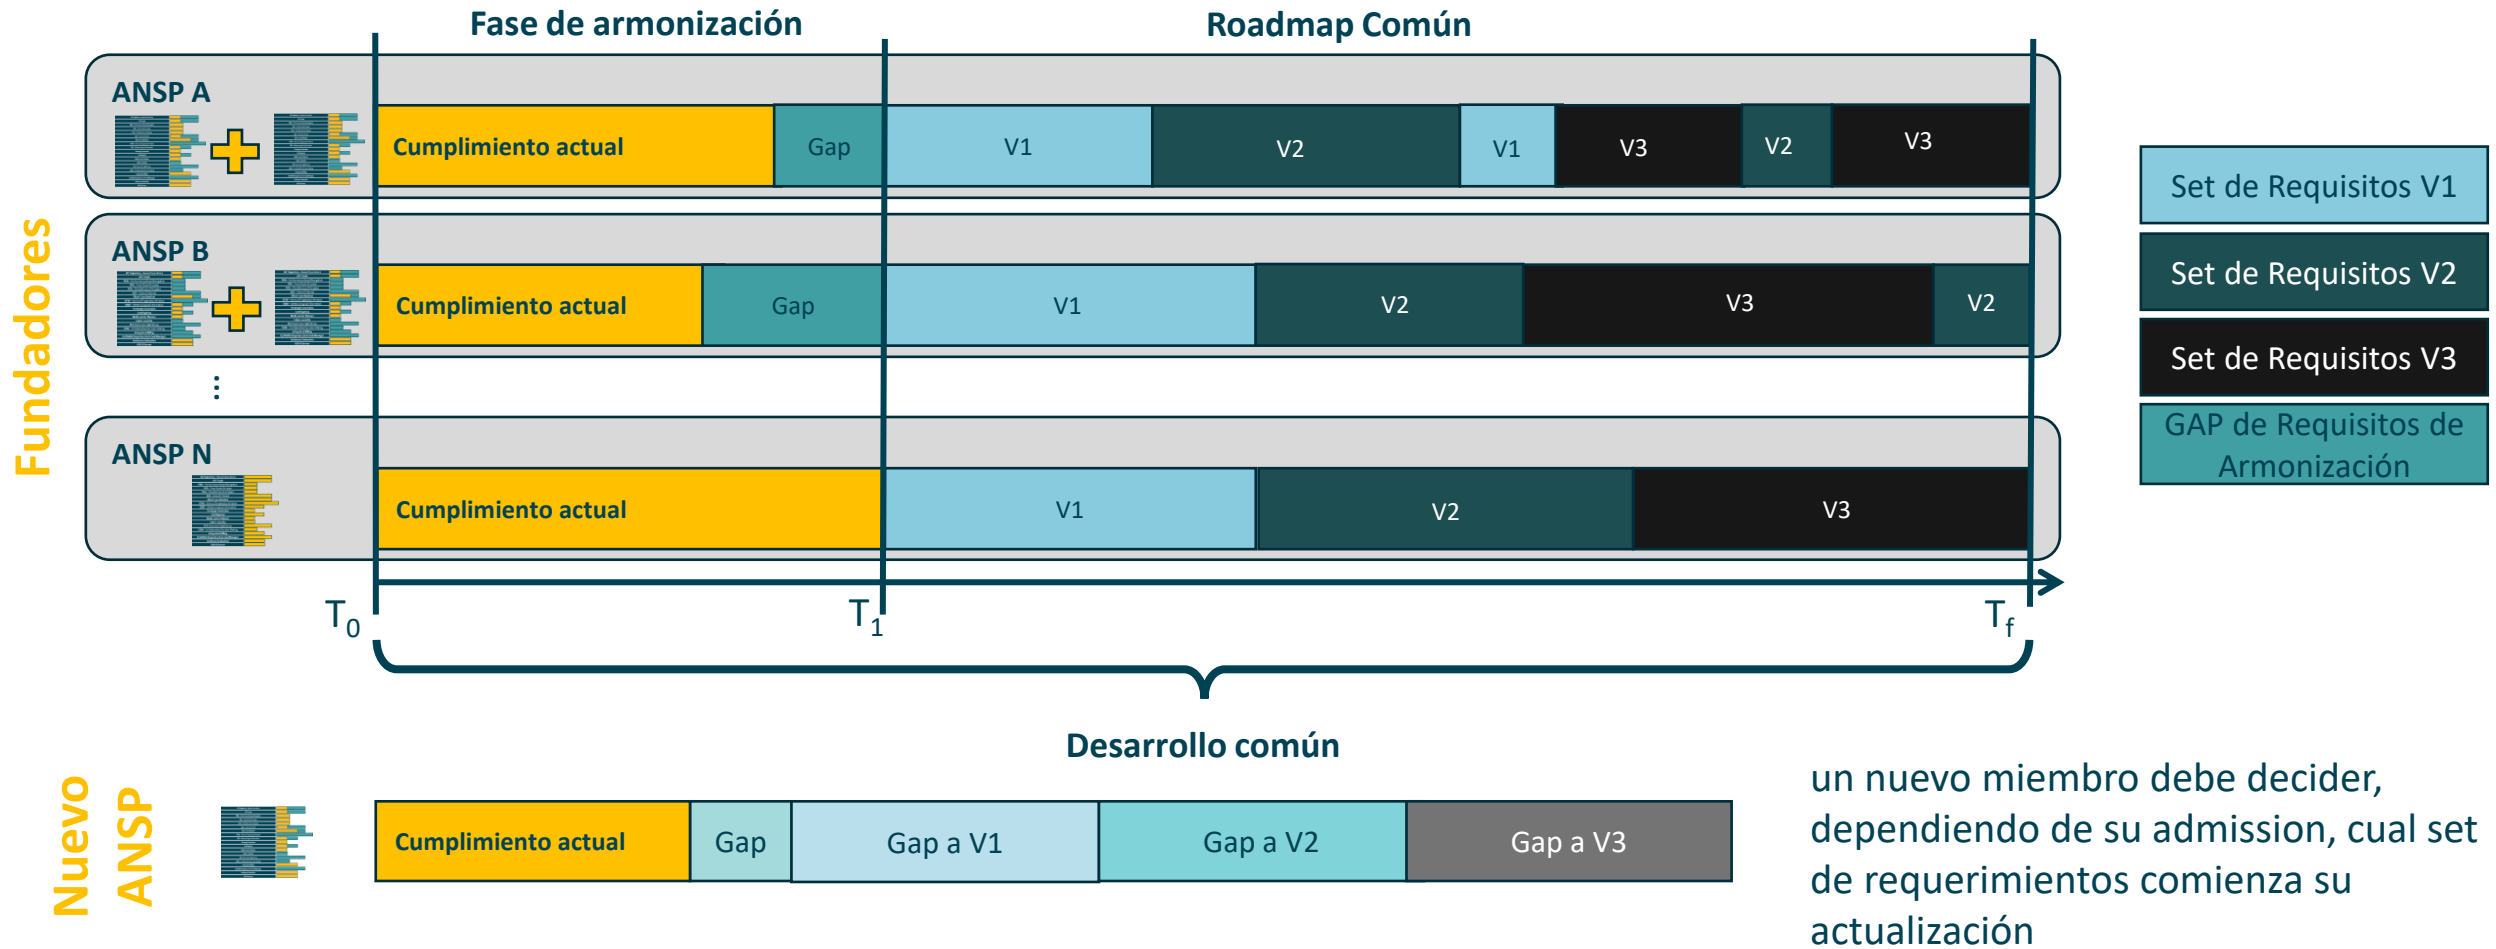 Fase de armonización
Roadmap Común
Fundadores
ANSP A
Cumplimiento actual
Gap
V1
V2
V1
V3
V2
V3
ANSP B
Cumplimiento actual
Gap
V1
V2
V3
V2
...
ANSP N
Cumplimiento actual
V1
V2
V3
T0
T1
Tf
Set de Requisitos V1
Set de Requisitos V2
Set de Requisitos V3
GAP de Requisitos de
Armonización
Desarrollo común
Nuevo
ANSP
Cumplimiento actual
Gap
Gap a V1
Gap a V2
Gap a V3
un nuevo miembro debe decider,
dependiendo de su admission, cual set
de requerimientos comienza su
actualización